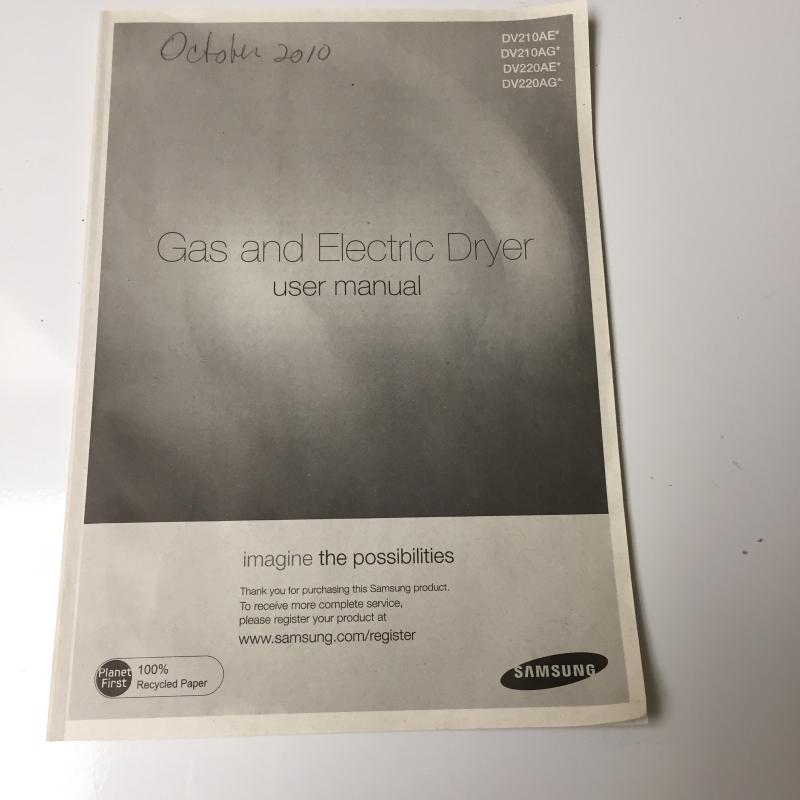 October 2010
DV210AE*
DV210AG*
DV220AE*
DV220AG*
Gas and Electric Dryer
user manual
imagine the possibilities
Thank you for purchasing this Samsung product.
To receive more complete service,
please register your product at
www.samsung.com/register
Planet
First
100%
Recycled Paper
SAMSUNG